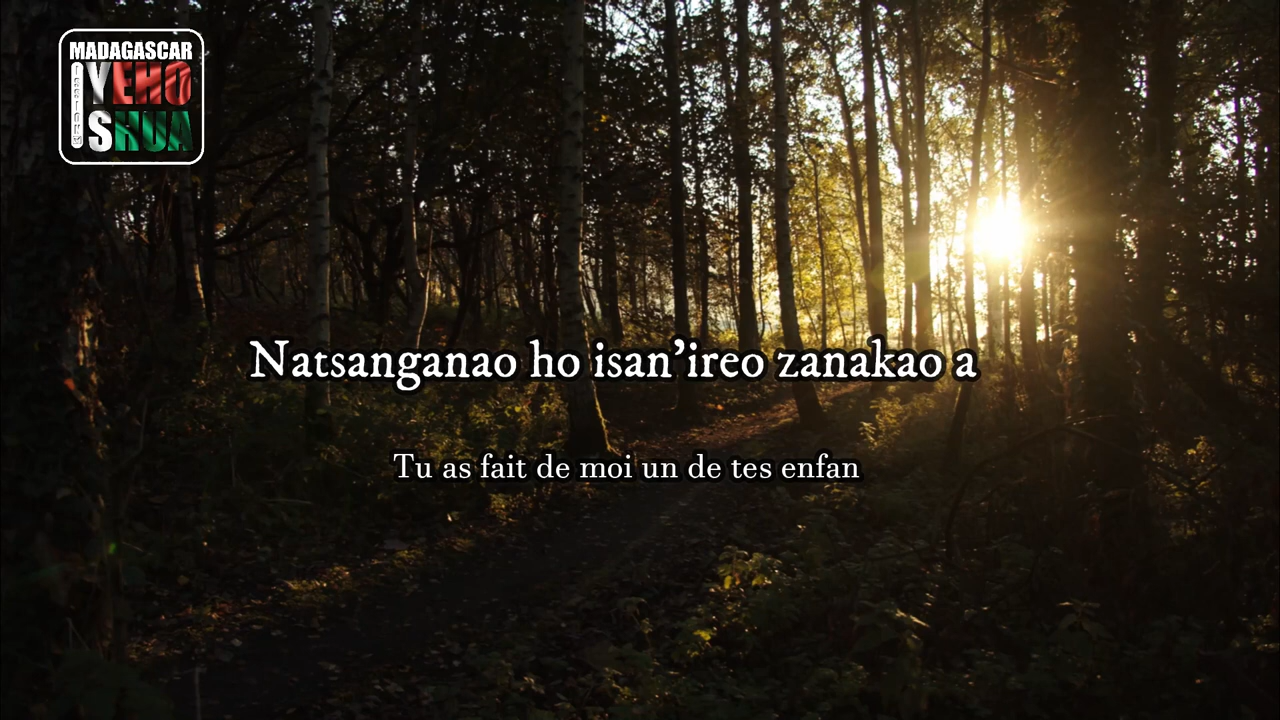 MADAGASCAR
YEHO
SHUA
Natsanganao ho isan'ireo zanakao a
Tu as fait de moi un de tes enfan